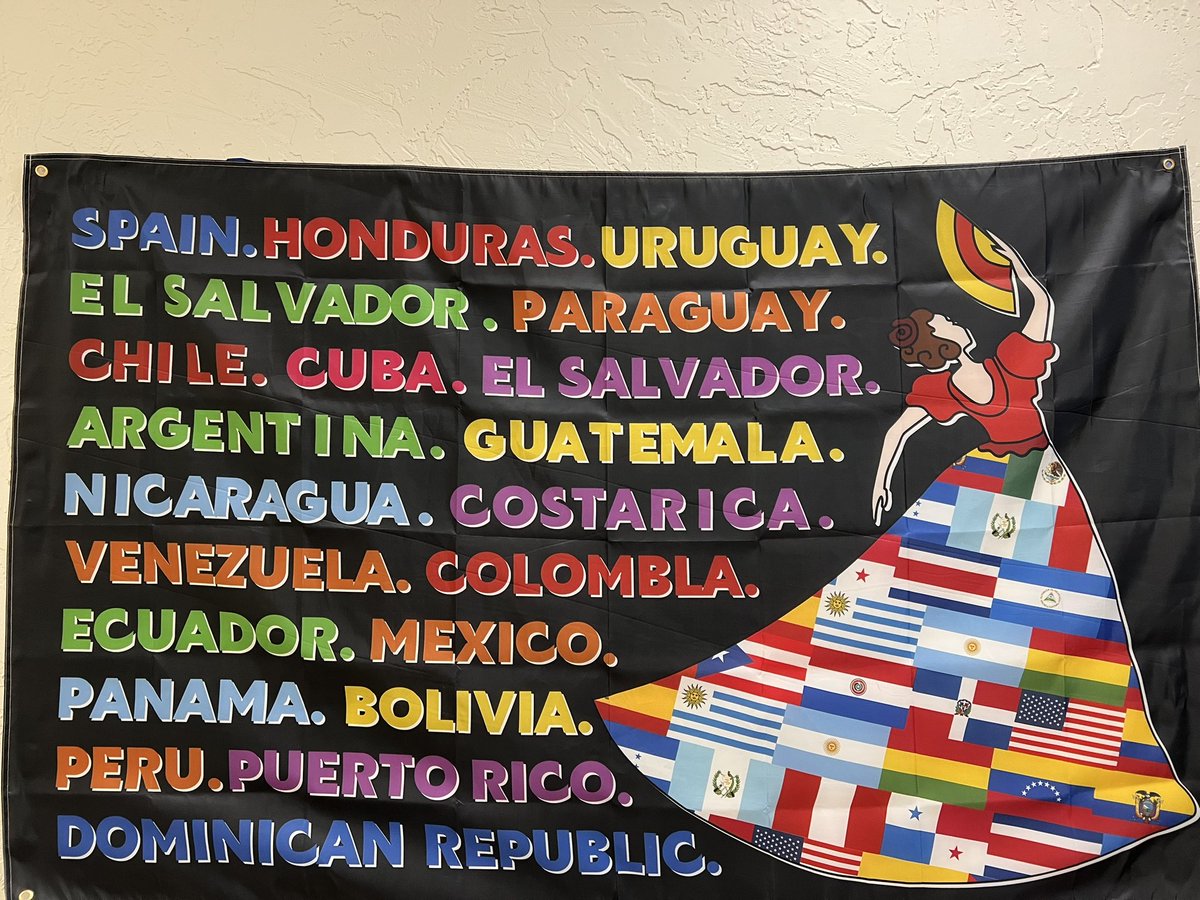 SPAIN. HONDURAS. URUGUAY.
EL SALVADOR. PARAGUAY.
CHILE. CUBA. EL SALVADOR.
ARGENTINA. GUATEMALA.
NICARAGUA. COSTARICA.
VENEZUELA. COLOMBLA.
ECUADOR. MEXICO.
PANAMA. BOLIVIA.
PERU. PUERTO RICO.
DOMINICAN REPUBLIC.